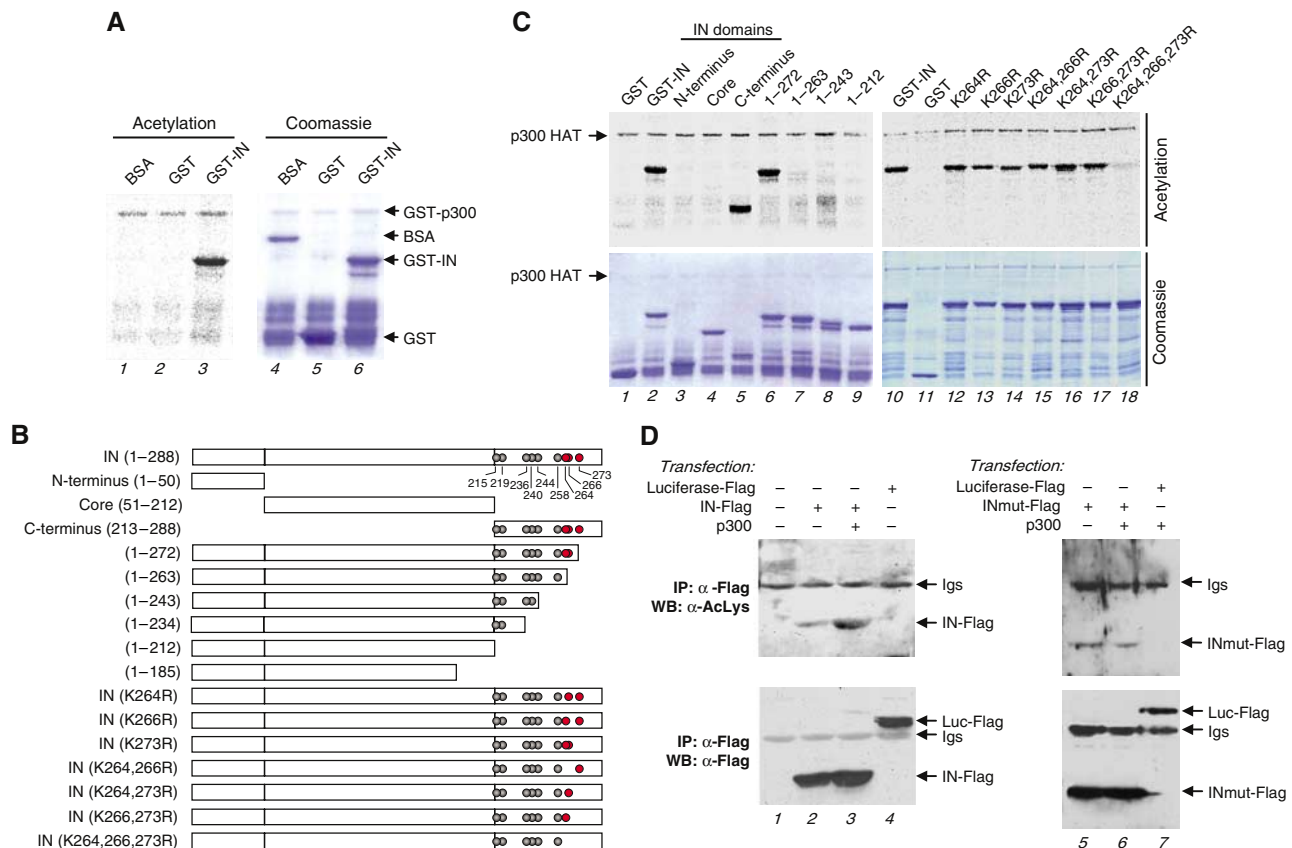 A
Acetylation
Coomassie
BSA
GST
GST-IN
BSA
GST
GST-IN
GST-p300
BSA
GST-IN
GST
1 2 3 4 5 6
B
IN (1–288)
215 219 236 240 244 258 264 266 273
N-terminus (1–50)
Core (51–212)
C-terminus (213–288)
(1–272)
(1–263)
(1–243)
(1–234)
(1–212)
(1–185)
IN (K264R)
IN (K266R)
IN (K273R)
IN (K264,266R)
IN (K264,273R)
IN (K266,273R)
IN (K264,266,273R)
C
IN domains
GST
GST-IN
N-terminus
Core
C-terminus
1–272
1–263
1–243
1–212
GST-IN
GST
K264R
K266R
K273R
K264,266R
K264,273R
K266,273R
K264,266,273R
p300 HAT
Acetylation
p300 HAT
Coomassie
1 2 3 4 5 6 7 8 9 10 11 12 13 14 15 16 17 18
D
Transfection:
Luciferase-Flag – – – +
IN-Flag – + + –
p300 – – + –
IP: α-Flag
WB: α-AcLys
Igs
IN-Flag
IP: α-Flag
WB: α-Flag
Luc-Flag
Igs
IN-Flag
1 2 3 4
Transfection:
Luciferase-Flag – – +
INmut-Flag + + –
p300 – + +
Igs
INmut-Flag
Luc-Flag
Igs
INmut-Flag
5 6 7